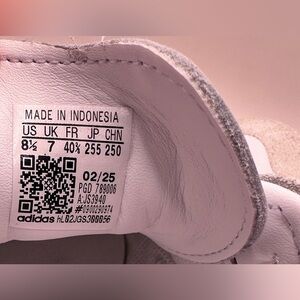 MADE IN INDONESIA
US UK FR JP CHN
8½ 7 40⅔ 255 250
02/25
PGD 789006
A:JS3940
#0900290974
adidas